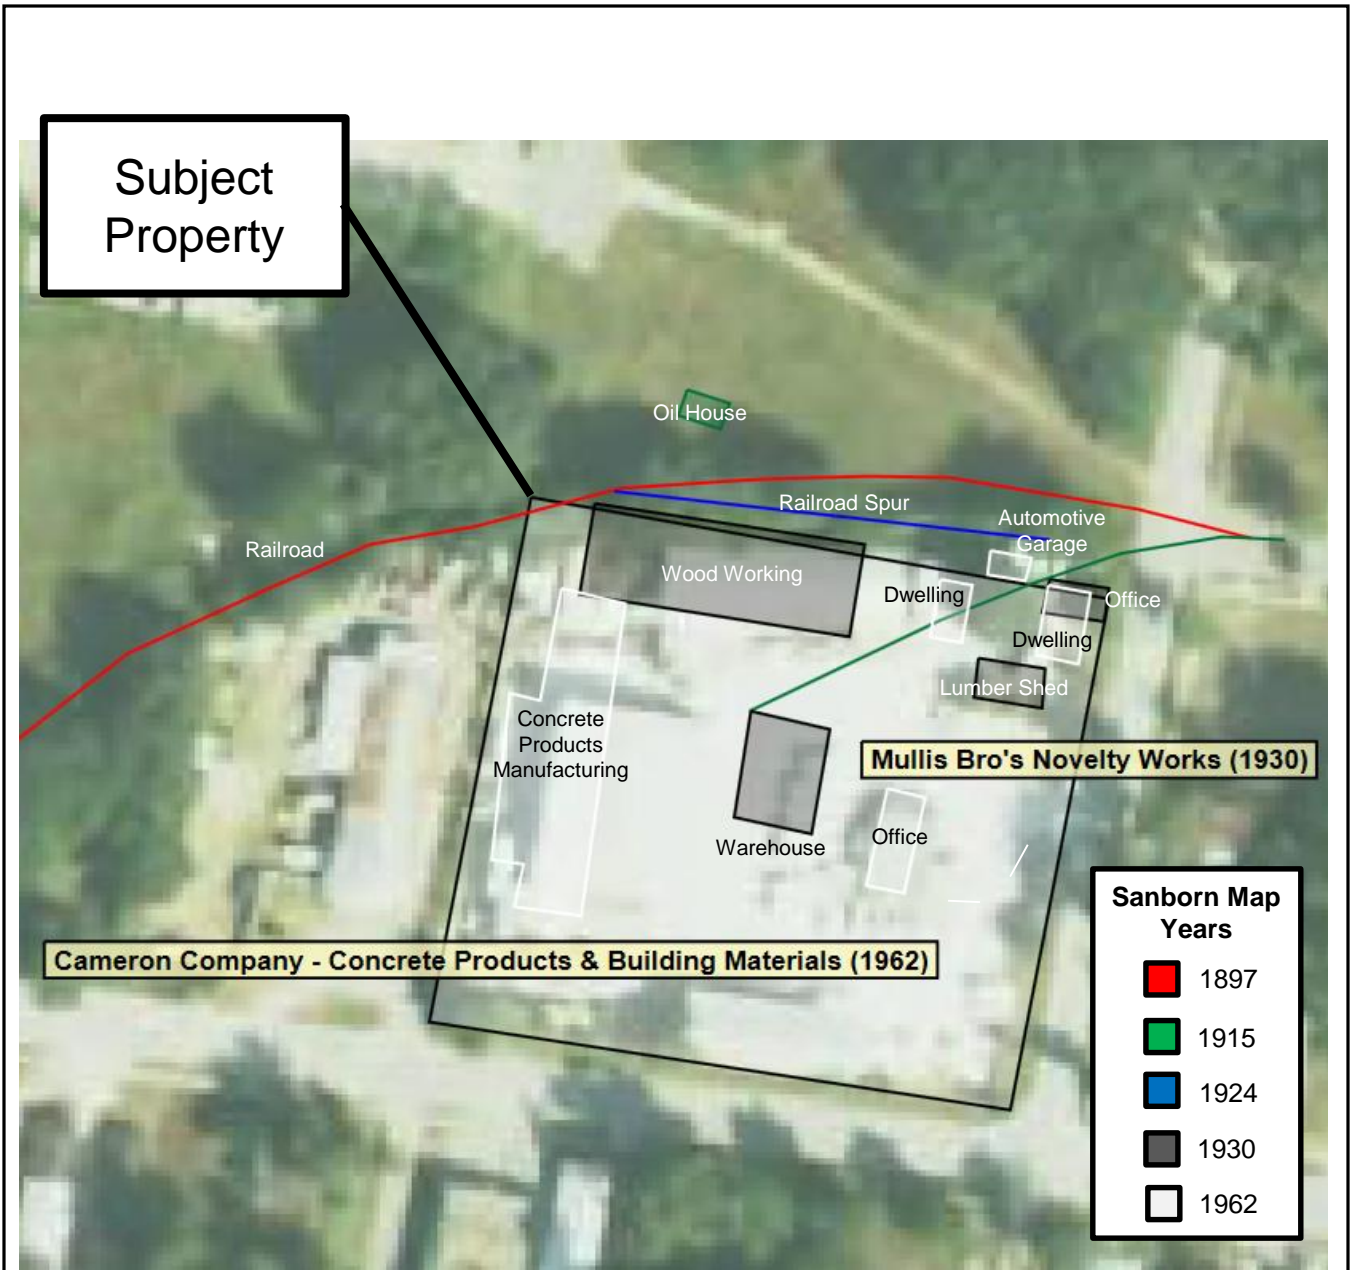 Subject
Property
Oil House
Railroad Spur
Automotive
Garage
Railroad
Wood Working
Dwelling
Office
Dwelling
Lumber Shed
Concrete
Products
Manufacturing
Mullis Bro's Novelty Works (1930)
Office
Warehouse
Cameron Company - Concrete Products & Building Materials (1962)
Sanborn Map
Years
1897
1915
1924
1930
1962